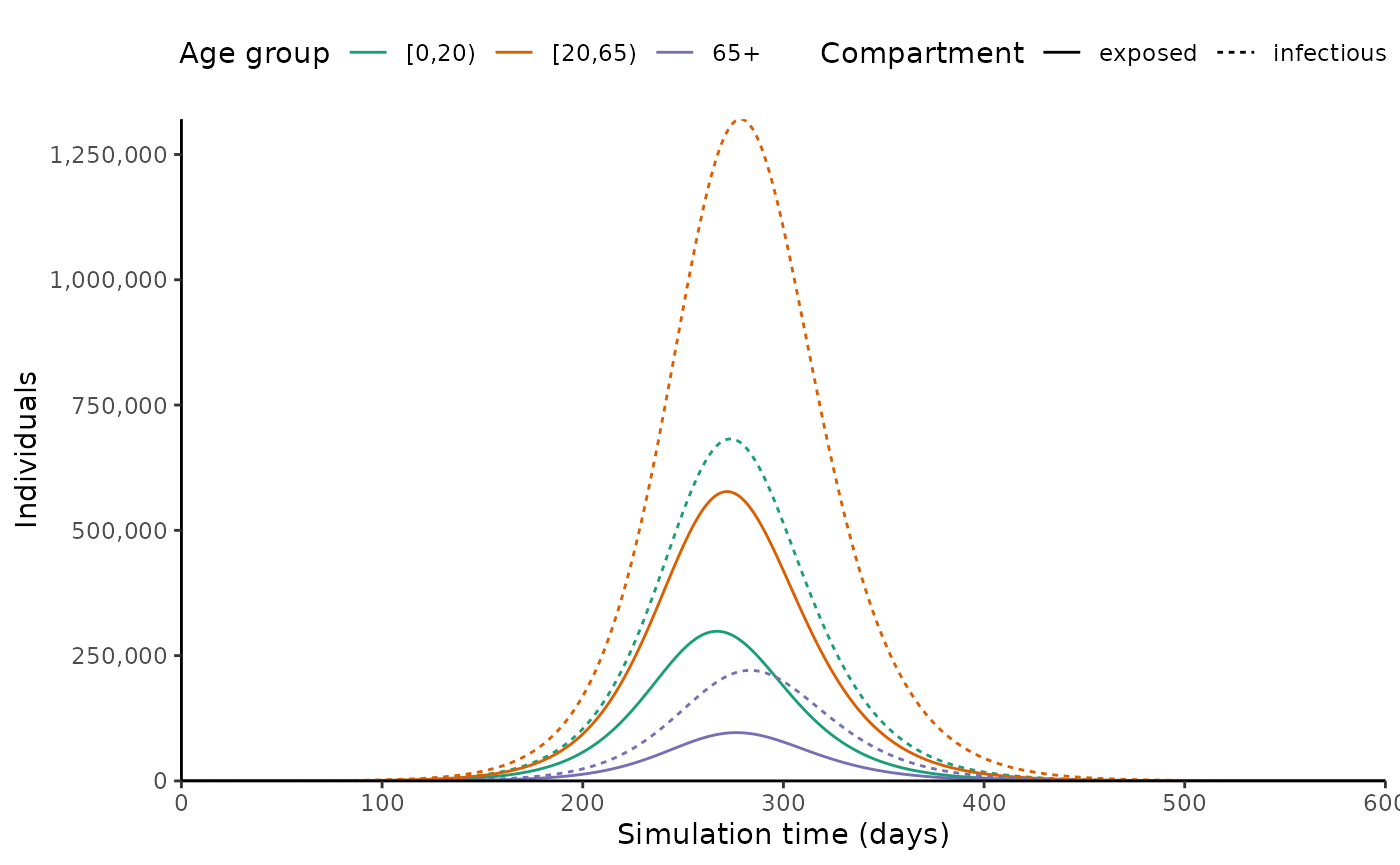 Age group [0,20) [20,65) 65+ Compartment exposed infectious
1,250,000
1,000,000
750,000
500,000
250,000
0
Individuals
0 100 200 300 400 500 600
Simulation time (days)